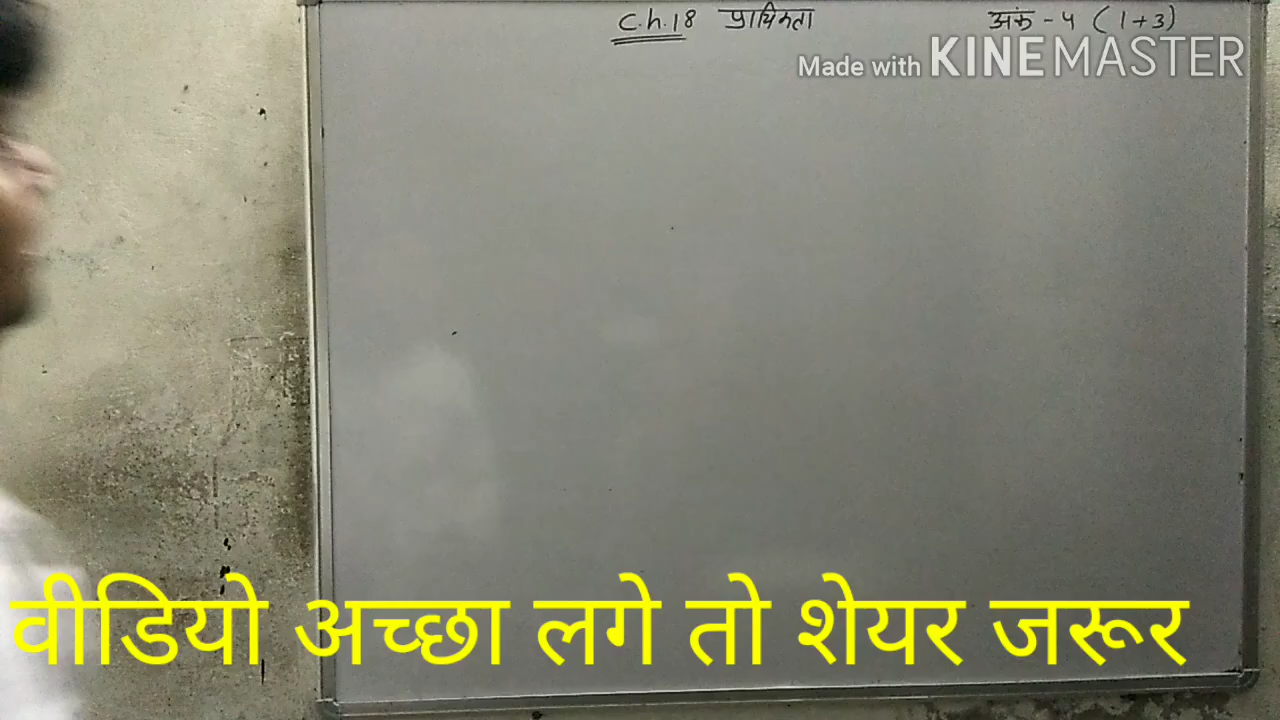 C.h.18 प्रायिकता अंक - 4 (1+3)
Made with KINEMASTER
वीडियो अच्छा लगे तो शेयर जरूर